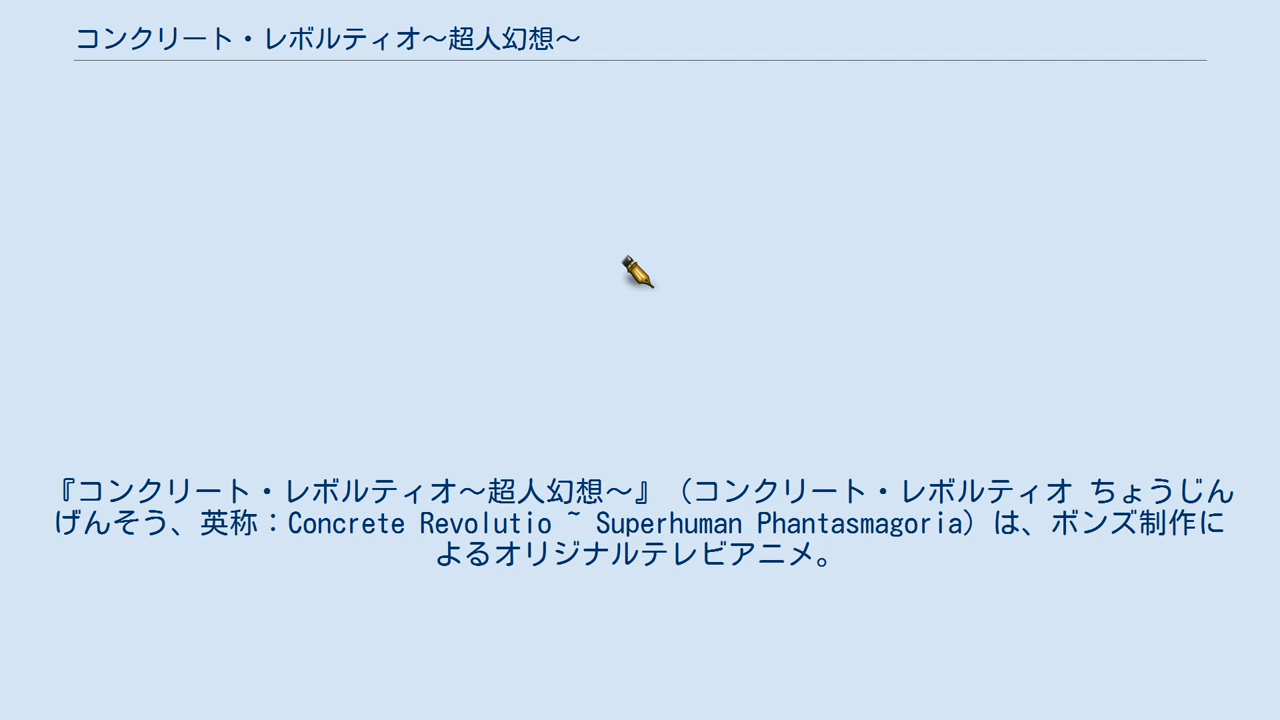 コンクリート・レボルティオ〜超人幻想〜
『コンクリート・レボルティオ〜超人幻想〜』（コンクリート・レボルティオ ちょうじん
げんそう、英称：Concrete Revolutio ~ Superhuman Phantasmagoria）は、ボンズ制作に
よるオリジナルテレビアニメ。